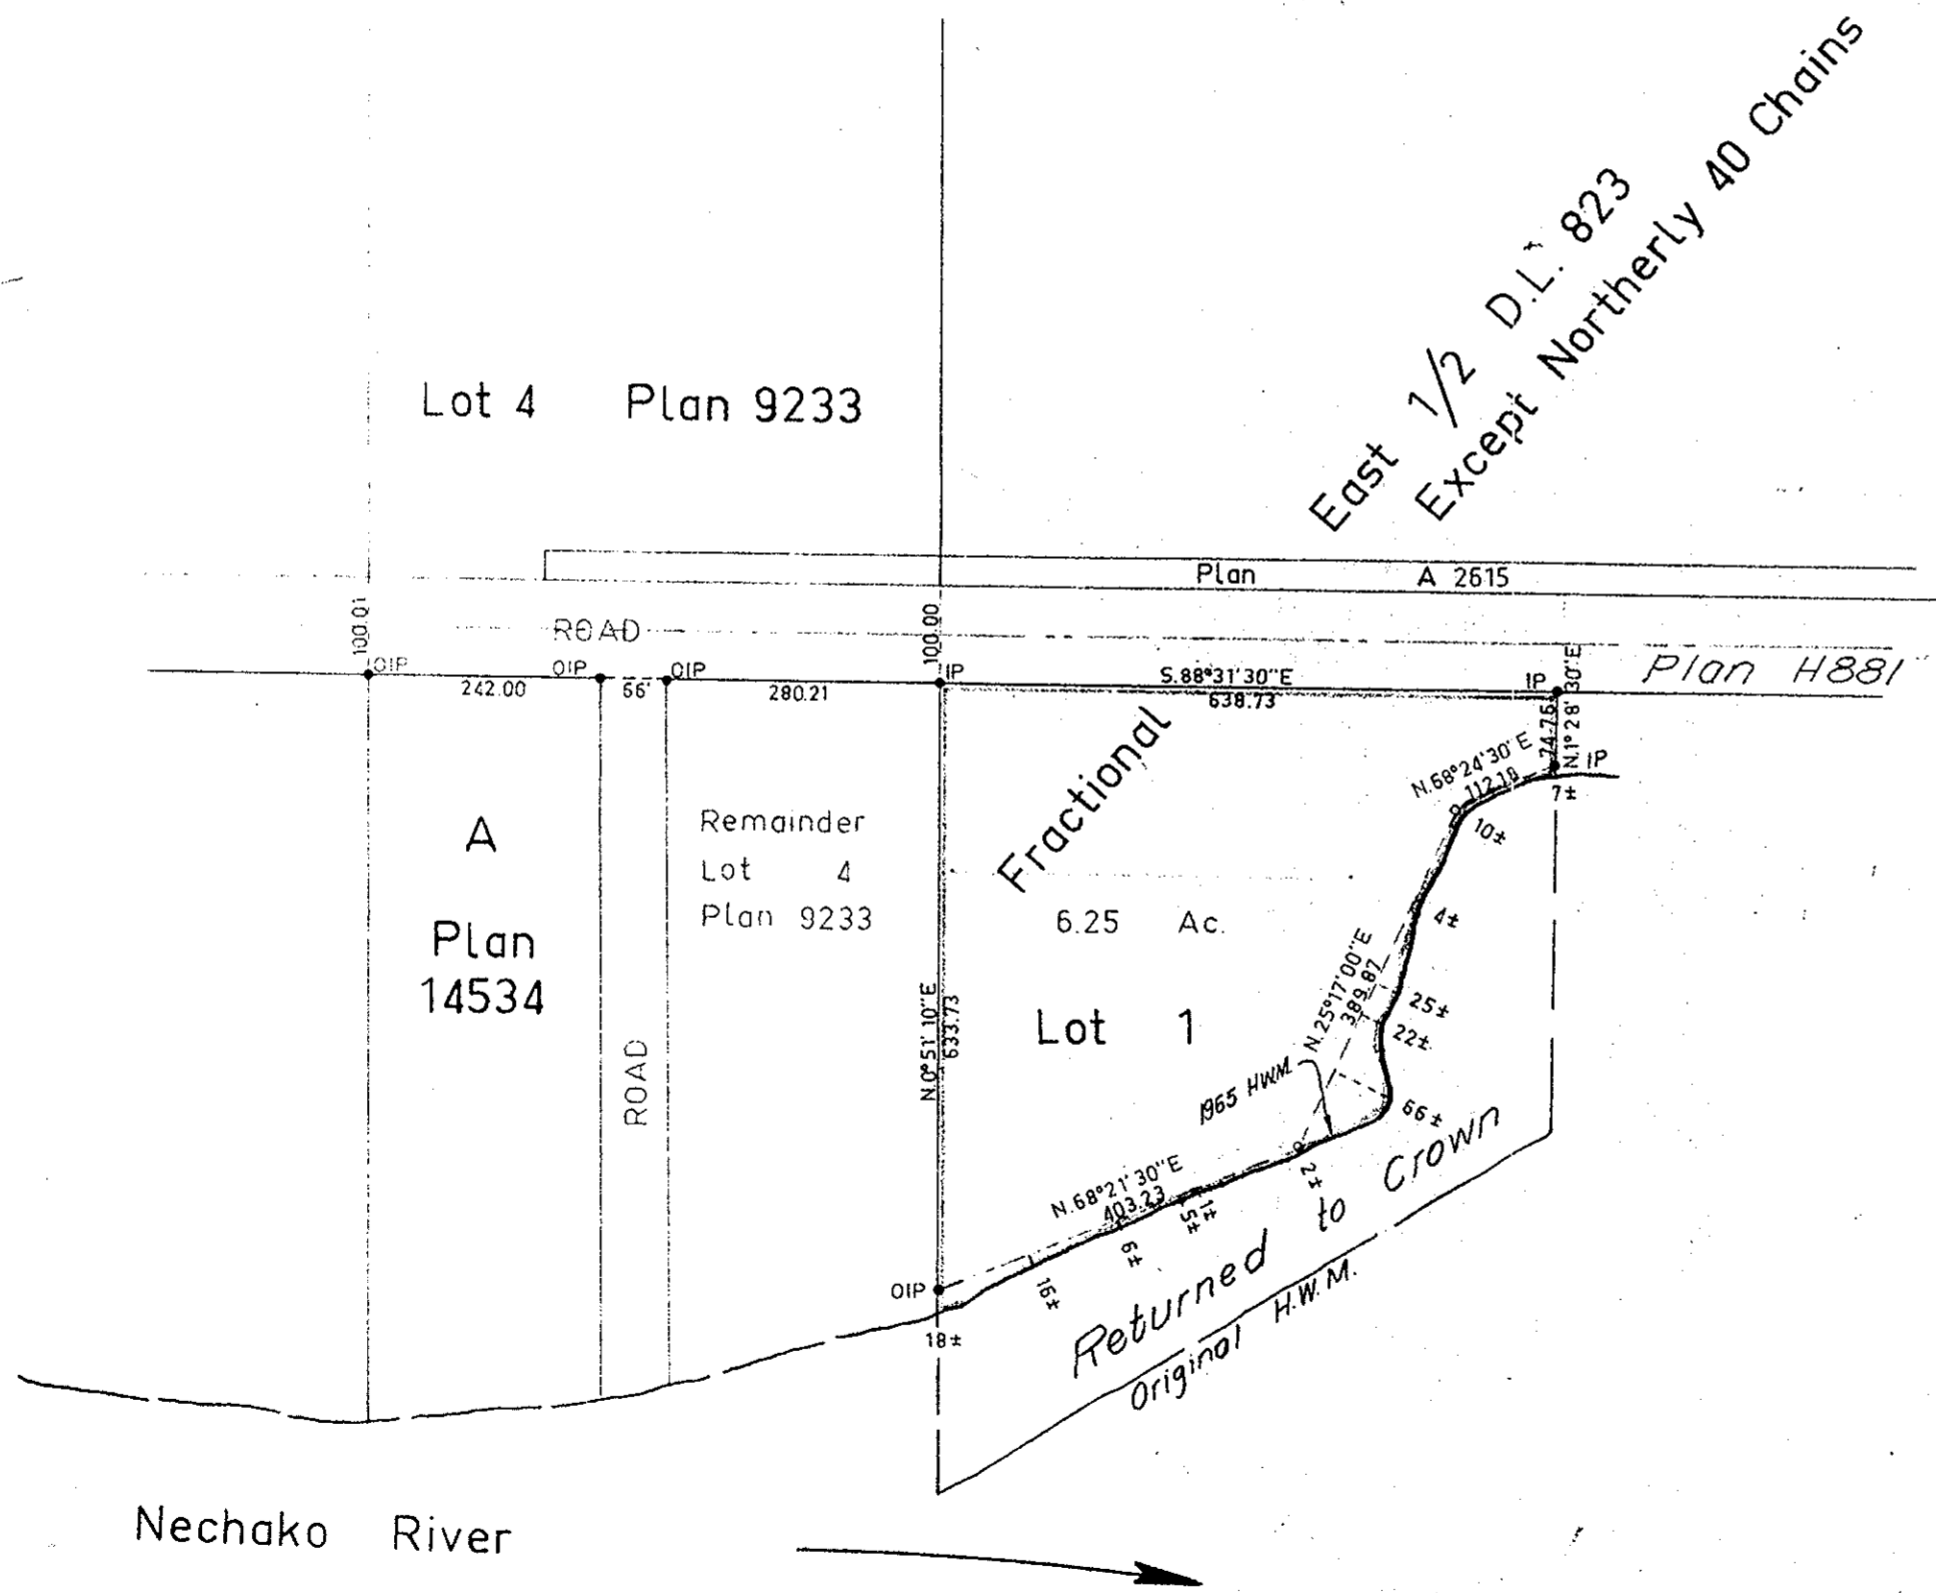 East 1/2 D.L. 823
Except Northerly 40 Chains
Lot 4 Plan 9233
Plan A 2615
100.01
ROAD
100.00
OIP
242.00
OIP
66'
OIP
280.21
IP
S.88°31'30"E
638.73
IP
Plan H881
74.76
N.1°28'30"E
IP
7±
N.68°24'30"E
112.18
10±
Fractional
A
Plan
14534
Remainder
Lot 4
Plan 9233
6.25 Ac.
4±
N.25°17'00"E
389.87
25±
22±
Lot 1
N.0°51'10"E
633.73
ROAD
1965 HWM
66±
N.68°21'30"E
403.23
2±
1±
5±
6±
16±
OIP
18±
Returned to Crown
Original H.W.M.
Nechako River